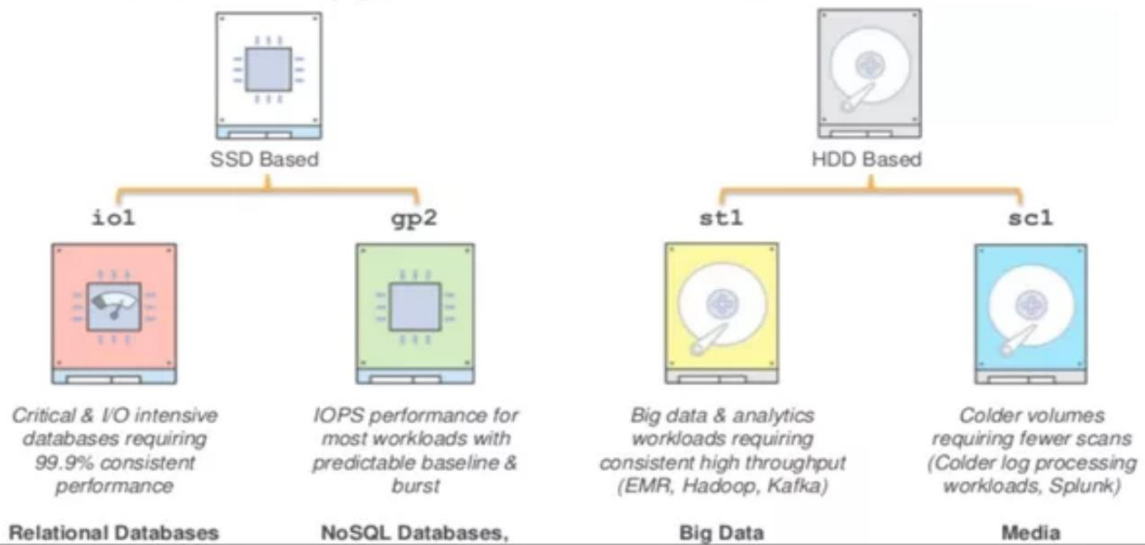 SSD Based
HDD Based
io1
gp2
st1
sc1
Critical & I/O intensive
databases requiring
99.9% consistent
performance
IOPS performance for
most workloads with
predictable baseline &
burst
Big data & analytics
workloads requiring
consistent high throughput
(EMR, Hadoop, Kafka)
Colder volumes
requiring fewer scans
(Colder log processing
workloads, Splunk)
Relational Databases
NoSQL Databases,
Big Data
Media